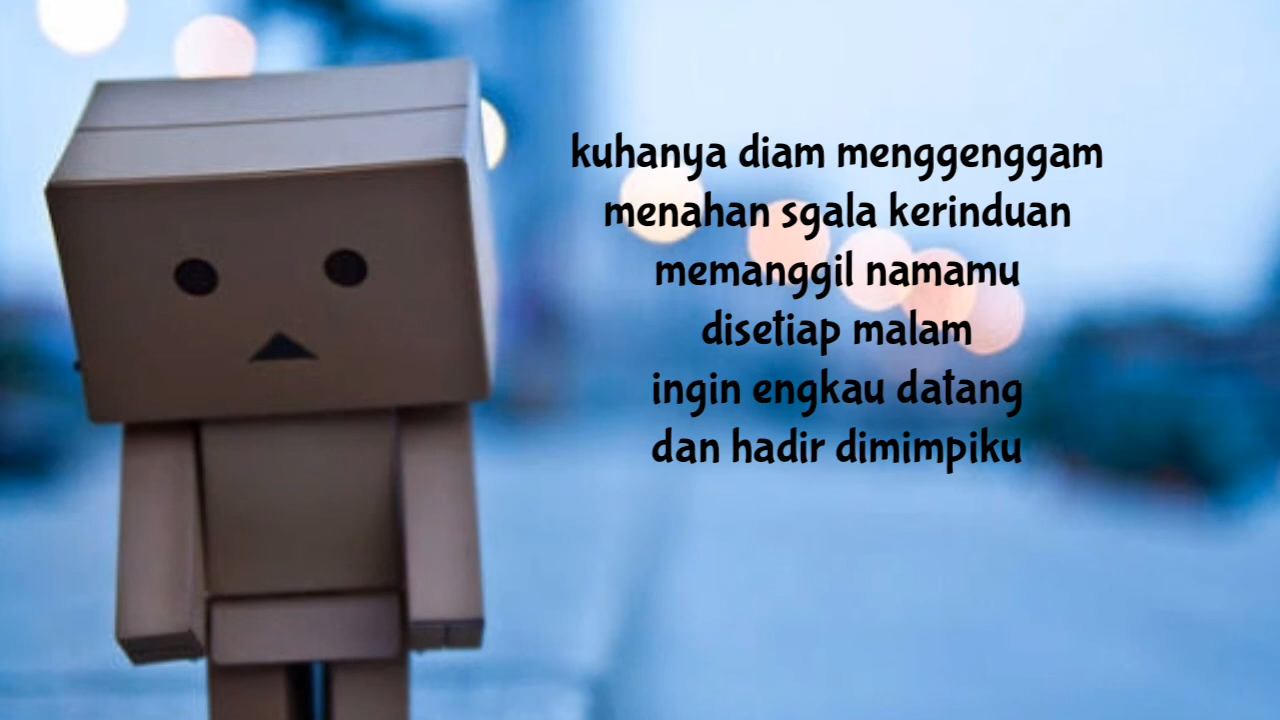 kuhanya diam menggenggam
menahan sgala kerinduan
memanggil namamu
disetiap malam
ingin engkau datang
dan hadir dimimpiku